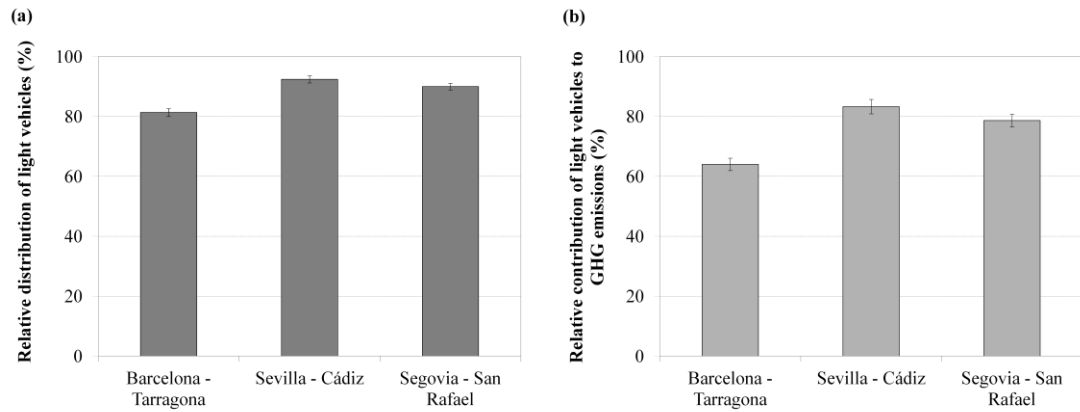 (a)
Relative distribution of light vehicles (%)
100
80
60
40
20
0
Barcelona -
Tarragona
Sevilla - Cádiz
Segovia - San
Rafael
(b)
Relative contribution of light vehicles to
GHG emissions (%)
100
80
60
40
20
0
Barcelona -
Tarragona
Sevilla - Cádiz
Segovia - San
Rafael